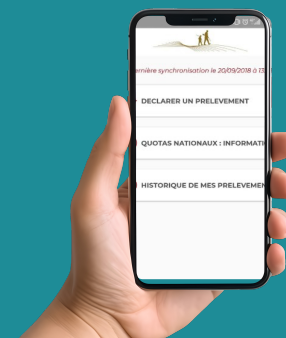 ernière synchronisation le 20/09/2018 à 13
DECLARER UN PRELEVEMENT
QUOTAS NATIONAUX : INFORMATI
HISTORIQUE DE MES PRELEVEMEN